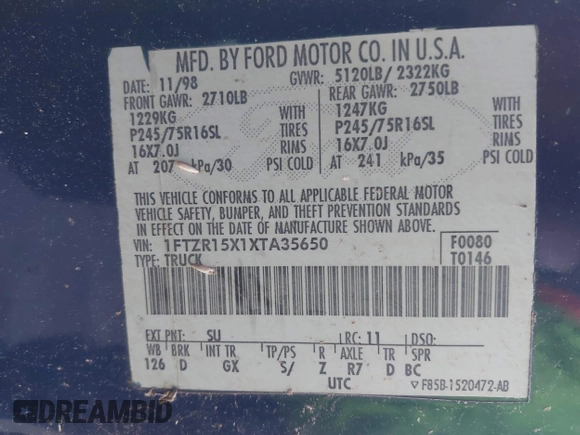 MFD. BY FORD MOTOR CO. IN U.S.A.
DATE: 11/98 GVWR: 5120LB/ 2322KG
FRONT GAWR: 2710LB REAR GAWR: 2750LB
1229KG WITH 1247KG WITH
P245/75R16SL TIRES P245/75R16SL TIRES
16X7.0J RIMS 16X7.0J RIMS
AT 207 kPa/30 PSI COLD AT 241 kPa/35 PSI COLD
THIS VEHICLE CONFORMS TO ALL APPLICABLE FEDERAL MOTOR
VEHICLE SAFETY, BUMPER, AND THEFT PREVENTION STANDARDS
IN EFFECT ON THE DATE OF MANUFACTURE SHOWN ABOVE.
VIN: 1FTZR15X1XTA35650 F0080
TYPE: TRUCK T0146
EXT PNT: SU RC: 11 DSO:
WB BRK INT TR TP/PS R AXLE TR SPR
126 D GX S/ Z R7 D BC
UTC ▽ F85B-1520472-AB
DREAMBID